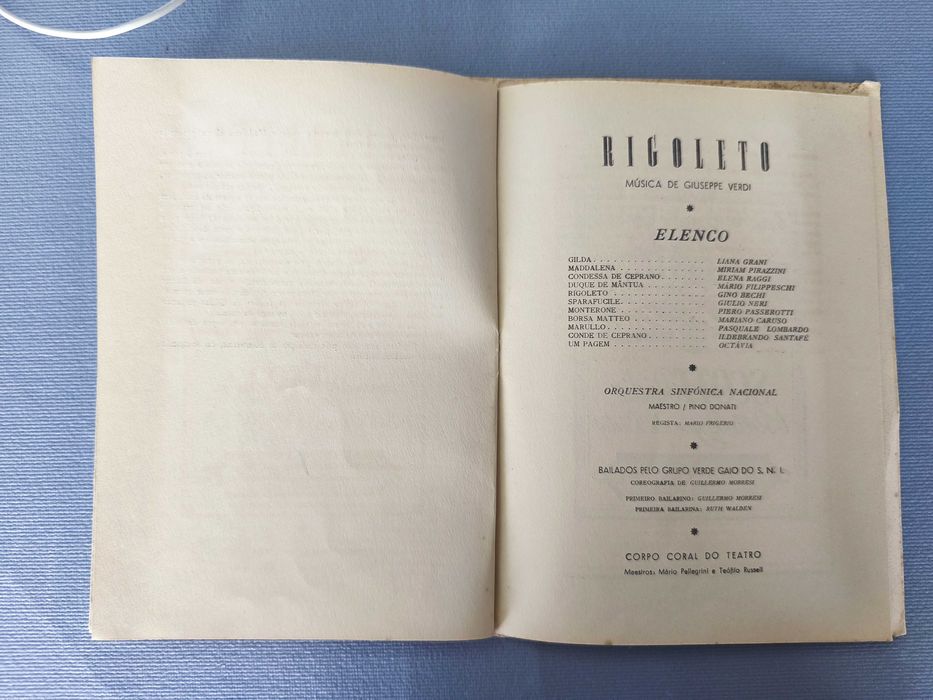 RIGOLETO
MÚSICA DE GIUSEPPE VERDI
ELENCO
GILDA . . . . . . . . . . . . . . . . . LIANA GRANI
MADDALENA . . . . . . . . . . . . . MIRIAM PIRAZZINI
CONDESSA DE CEPRANO . . . . . . . ELENA RAGGI
DUQUE DE MÂNTUA . . . . . . . . . MÁRIO FILIPPESCHI
RIGOLETO . . . . . . . . . . . . . . GINO BECHI
SPARAFUCILE . . . . . . . . . . . . . GIULIO NERI
MONTERONE . . . . . . . . . . . . . PIERO PASSEROTTI
BORSA MATTEO . . . . . . . . . . . MARIANO CARUSO
MARULLO . . . . . . . . . . . . . . . PASQUALE LOMBARDO
CONDE DE CEPRANO . . . . . . . . . ILDEBRANDO SANTAFÉ
UM PAGEM . . . . . . . . . . . . . . OCTÁVIA
ORQUESTRA SINFÓNICA NACIONAL
MAESTRO / PINO DONATI
REGISTA: MARIO FRIGERIO
BAILADOS PELO GRUPO VERDE GAIO DO S. N. I.
COREOGRAFIA DE GUILLERMO MORRESI
PRIMEIRO BAILARINO: GUILLERMO MORRESI
PRIMEIRA BAILARINA: RUTH WALDEN
CORPO CORAL DO TEATRO
Maestros: Mário Pellegrini e Teófilo Russell